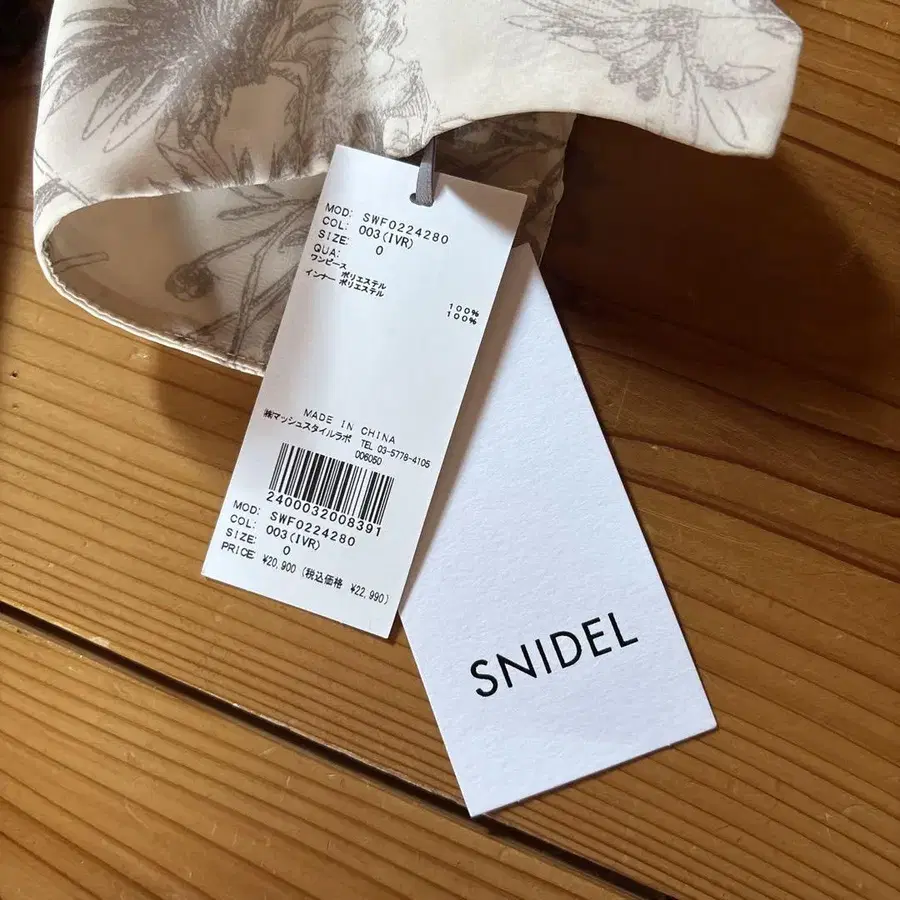 MOD: SWF0224280
COL: 003(IVR)
SIZE: 0
QUA:
ワンピース
ポリエステル 100%
インナー ポリエステル 100%
MADE IN CHINA
㈱マッシュスタイルラボ TEL 03-5778-4105
006050
2400032008391
MOD: SWF0224280
COL: 003(IVR)
SIZE: 0
PRICE: ¥20,900 (税込価格 ¥22,990)
SNIDEL